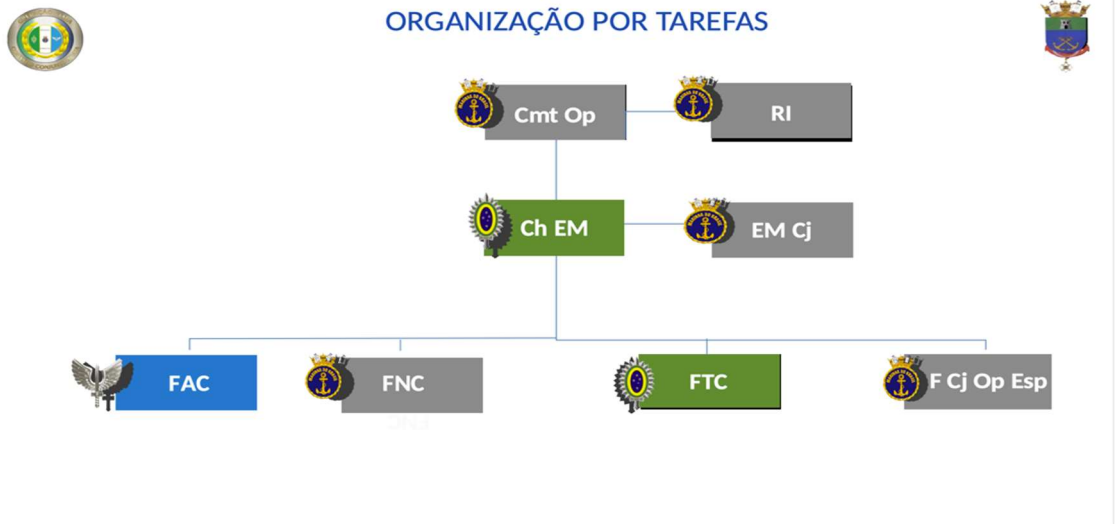 ORGANIZAÇÃO POR TAREFAS
Cmt Op
RI
Ch EM
EM Cj
FAC
FNC
FTC
F Cj Op Esp